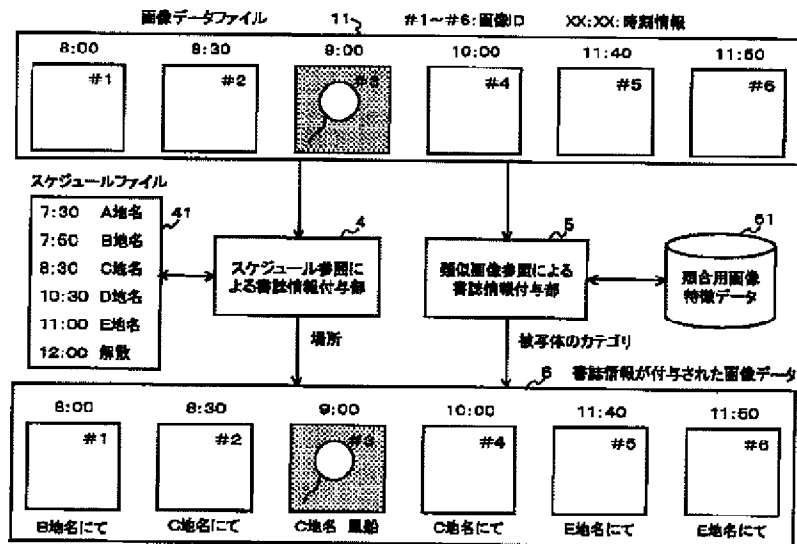 画像データファイル 11 #1~#6:画像ID XX:XX:時刻情報
8:00 8:30 9:00 10:00 11:40 11:50
#1 #2 #3 #4 #5 #6
スケジュールファイル
41
7:30 A地名
7:50 B地名
8:30 C地名
10:30 D地名
11:00 E地名
12:00 解散
4
スケジュール参照に
よる書誌情報付与部
5
類似画像参照による
書誌情報付与部
51
照合用画像
特徴データ
場所
被写体のカテゴリ
6 書誌情報が付与された画像データ
8:00 8:30 9:00 10:00 11:40 11:50
#1 #2 #3 #4 #5 #6
B地名にて C地名にて C地名 風船 C地名にて E地名にて E地名にて